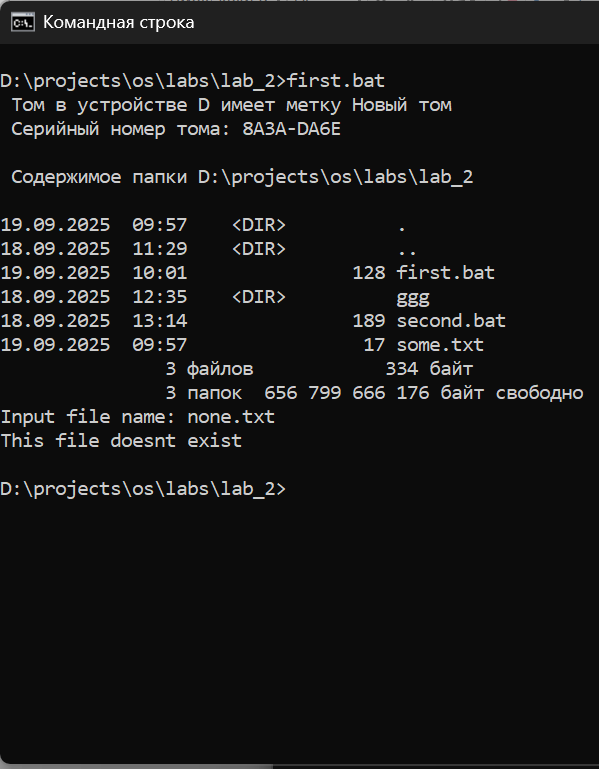 Командная строка
D:\projects\os\labs\lab_2>first.bat
Том в устройстве D имеет метку Новый том
Серийный номер тома: 8A3A-DA6E
Содержимое папки D:\projects\os\labs\lab_2
19.09.2025  09:57    <DIR>          .
18.09.2025  11:29    <DIR>          ..
19.09.2025  10:01               128 first.bat
18.09.2025  12:35    <DIR>          ggg
18.09.2025  13:14               189 second.bat
19.09.2025  09:57                17 some.txt
3 файлов            334 байт
3 папок  656 799 666 176 байт свободно
Input file name: none.txt
This file doesnt exist
D:\projects\os\labs\lab_2>